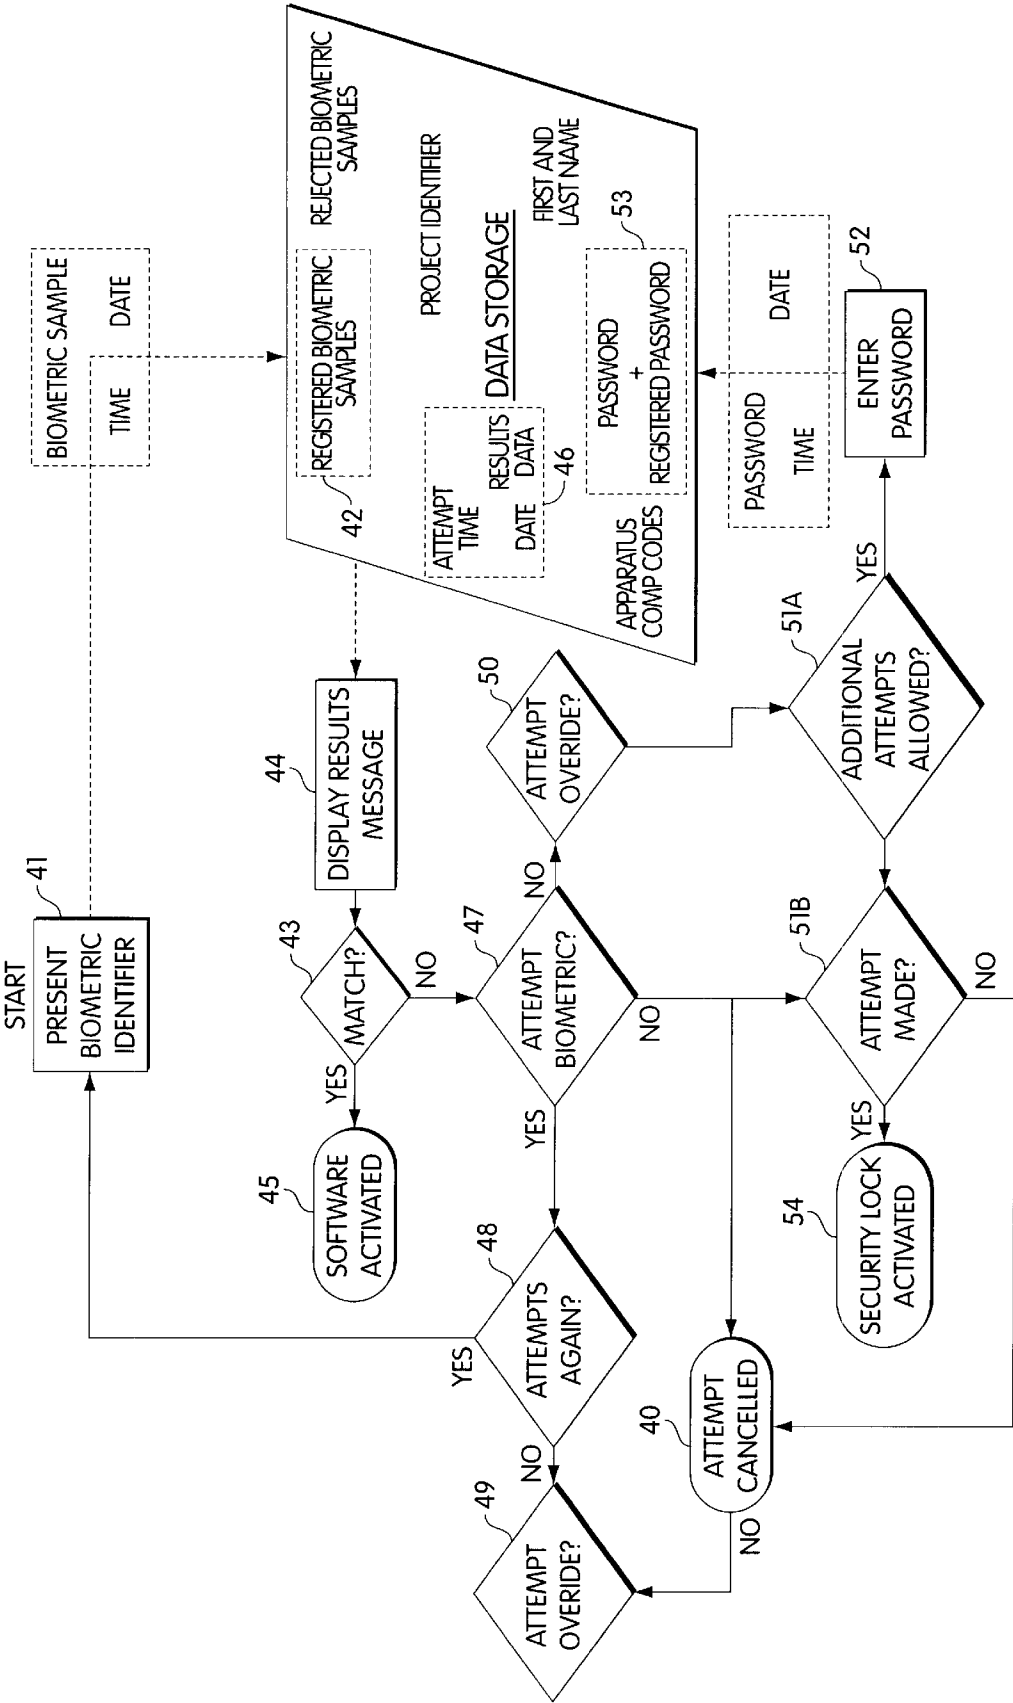 START
PRESENT
BIOMETRIC
IDENTIFIER
41
BIOMETRIC SAMPLE
TIME
DATE
REGISTERED BIOMETRIC
SAMPLES
42
REJECTED BIOMETRIC
SAMPLES
PROJECT IDENTIFIER
DATA STORAGE
ATTEMPT
TIME
RESULTS
DATE
DATA
46
FIRST AND
LAST NAME
PASSWORD
+
REGISTERED PASSWORD
53
APPARATUS
COMP CODES
44
DISPLAY RESULTS
MESSAGE
43
MATCH?
YES
NO
45
SOFTWARE
ACTIVATED
47
ATTEMPT
BIOMETRIC?
YES
NO
NO
48
ATTEMPTS
AGAIN?
YES
NO
49
ATTEMPT
OVERIDE?
50
ATTEMPT
OVERIDE?
40
ATTEMPT
CANCELLED
NO
51A
ADDITIONAL
ATTEMPTS
ALLOWED?
YES
PASSWORD
TIME
DATE
52
ENTER
PASSWORD
51B
ATTEMPT
MADE?
YES
NO
54
SECURITY LOCK
ACTIVATED